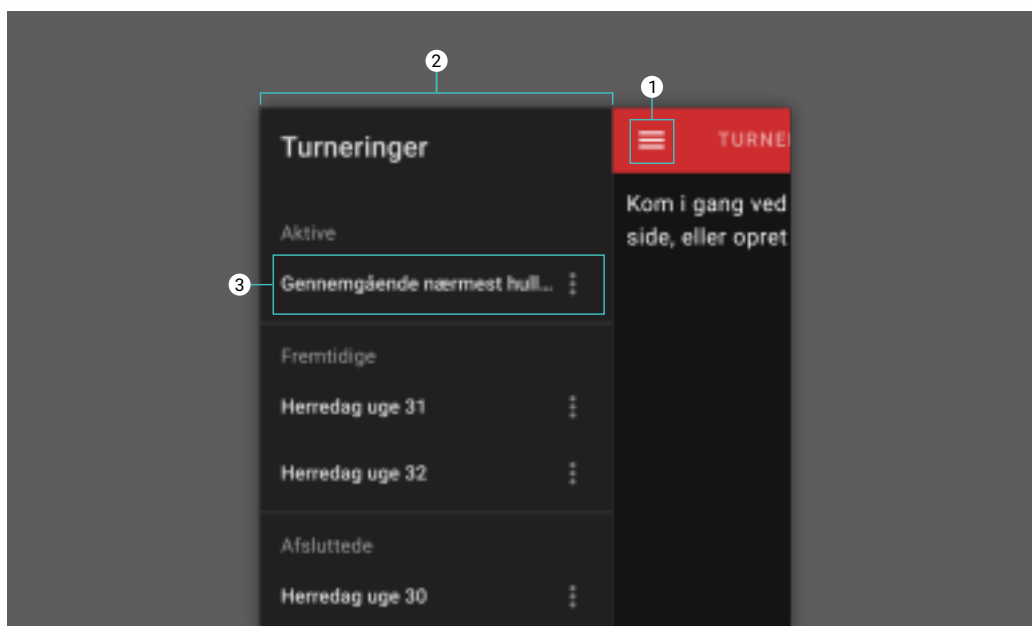 2
1
Turneringer
TURNE
Kom i gang ved
side, eller opret
Aktive
3
Gennemgående nærmest hull...
Fremtidige
Herredag uge 31
Herredag uge 32
Afsluttede
Herredag uge 30